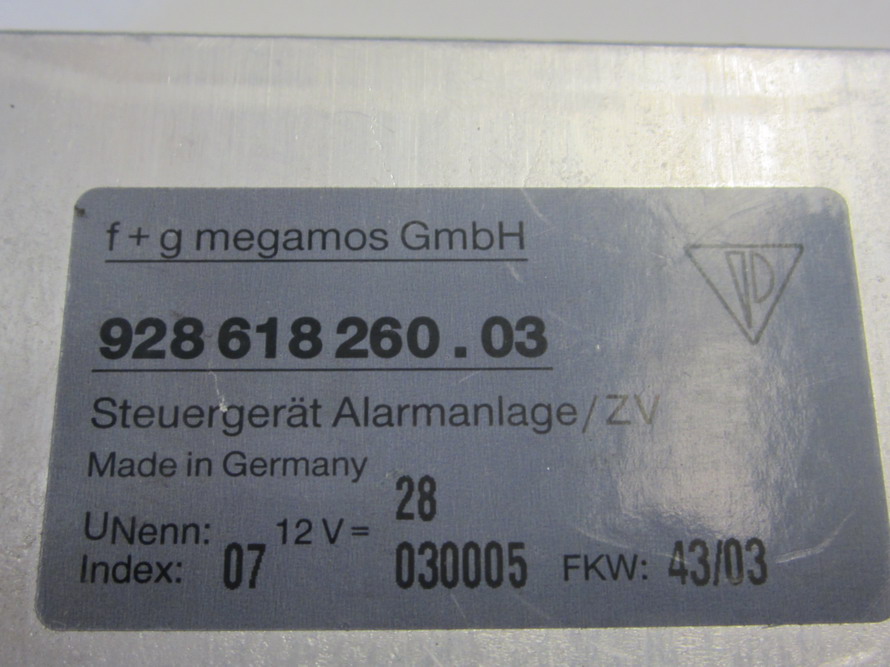 f + g megamos GmbH
928 618 260 . 03
Steuergerät Alarmanlage / ZV
Made in Germany
28
UNenn: 12 V =
Index: 07 030005 FKW: 43/03